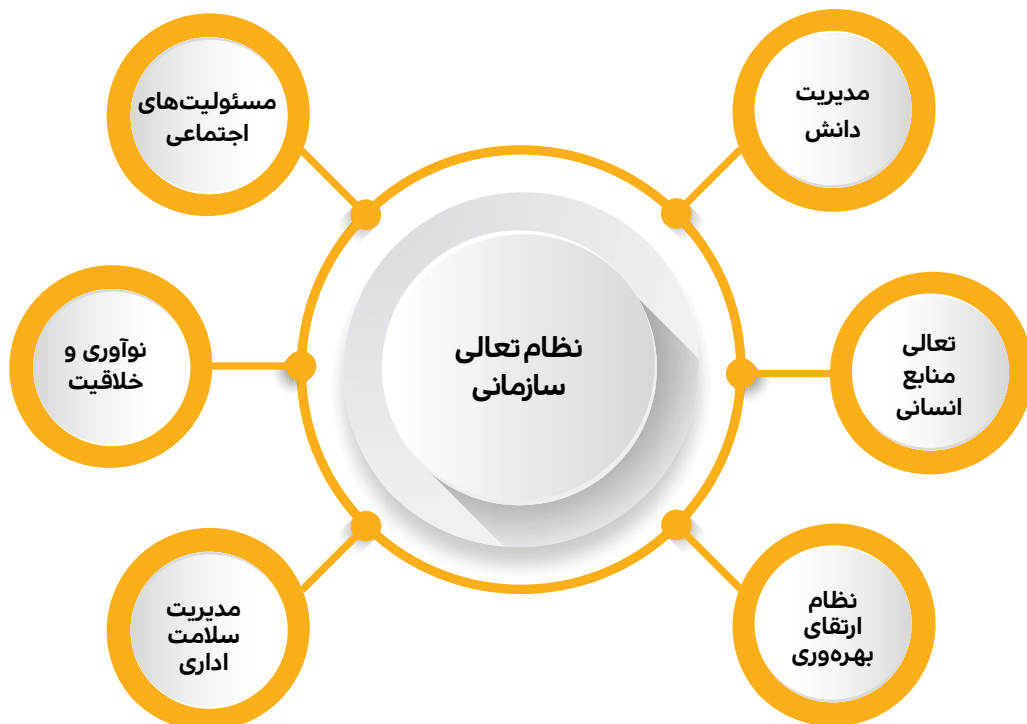 نظام تعالی
سازمانی
مدیریت
دانش
تعالی
منابع
انسانی
نظام
ارتقای
بهره‌وری
مسئولیت‌های
اجتماعی
نوآوری و
خلاقیت
مدیریت
سلامت
اداری